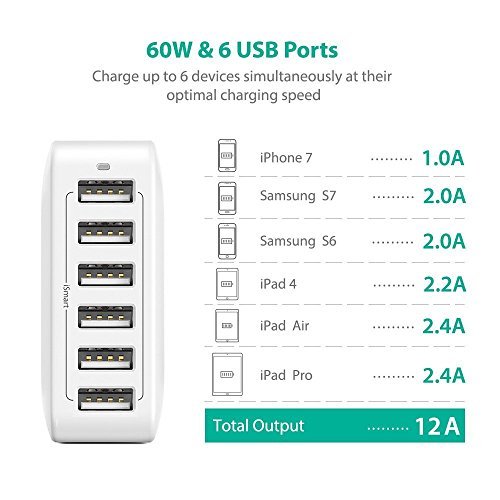 60W & 6 USB Ports
Charge up to 6 devices simultaneously at their
optimal charging speed
iPhone 7 ......... 1.0A
Samsung S7 ......... 2.0A
Samsung S6 ......... 2.0A
iPad 4 ......... 2.2A
iPad Air ......... 2.4A
iPad Pro ......... 2.4A
Total Output ......... 12A
iSmart